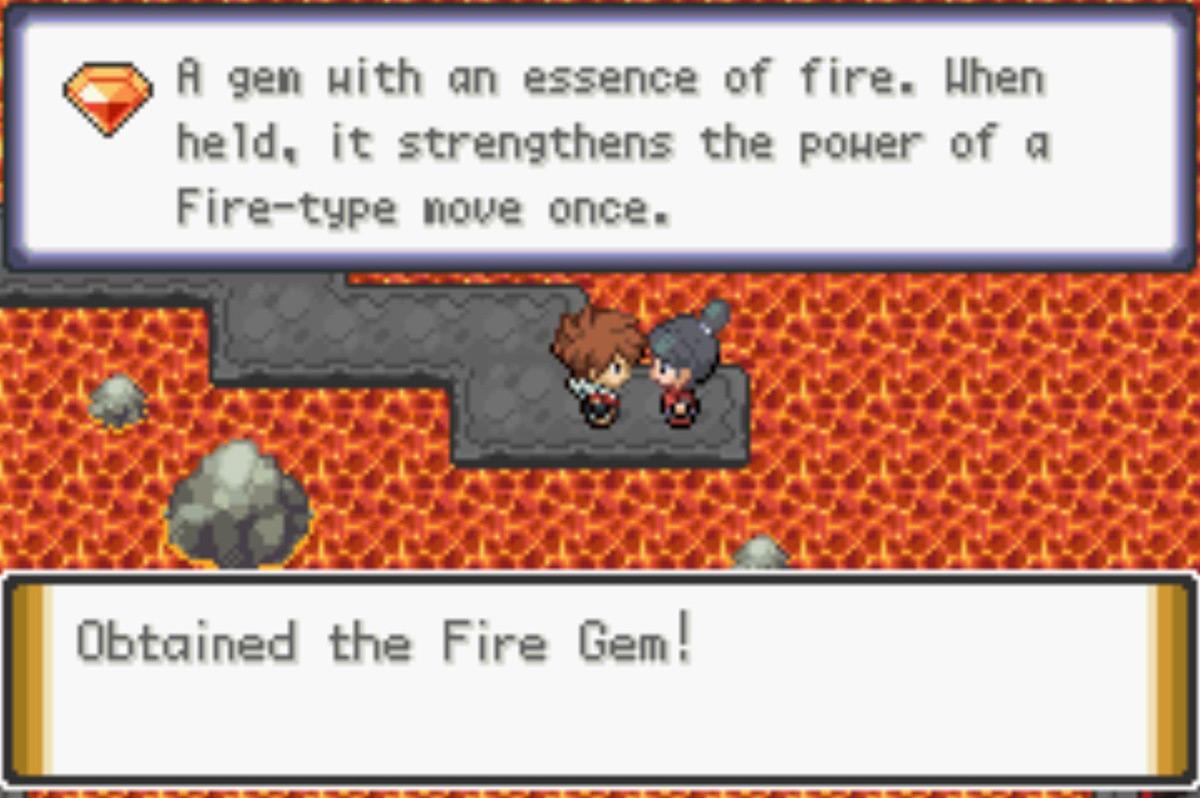 A gem with an essence of fire. When
held, it strengthens the power of a
Fire-type move once.
Obtained the Fire Gem!